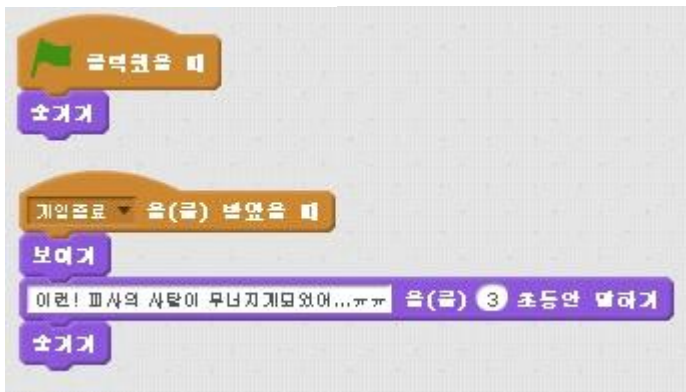 클릭했을 때
숨기기
게임종료 을(를) 받았을 때
보이기
이런! 피사의 사탑이 무너지게되었어...ㅠㅠ 을(를) 3 초동안 말하기
숨기기